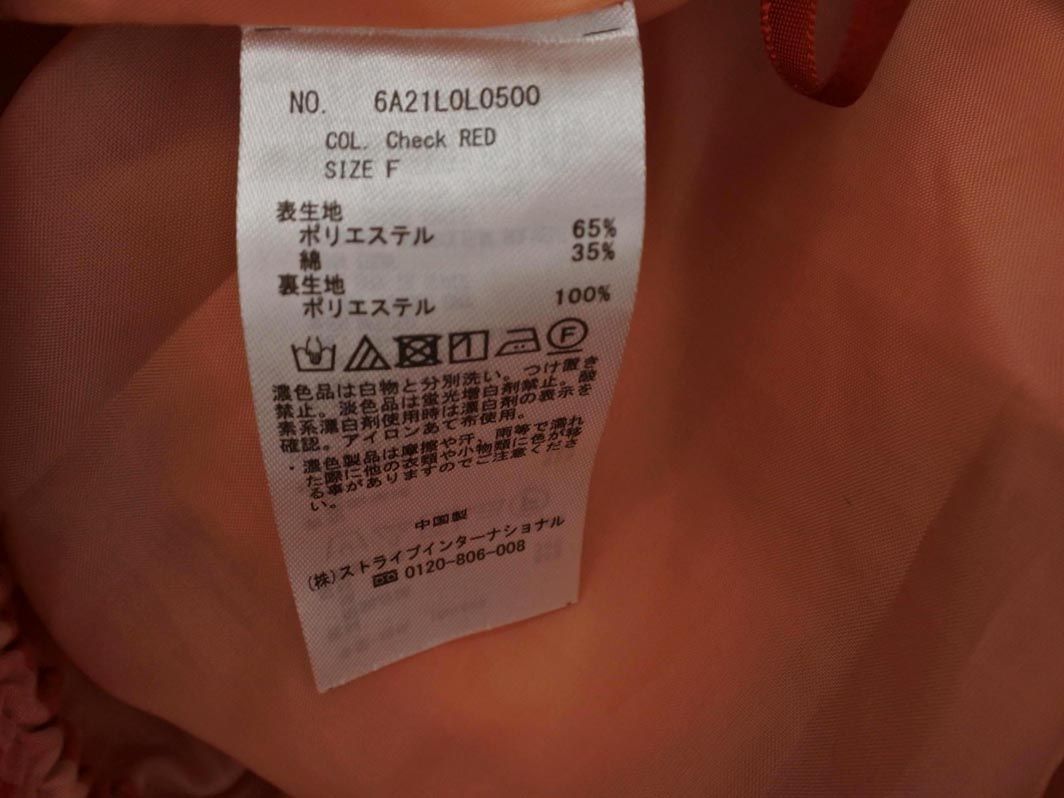 NO. 6A21L0L0500
COL. Check RED
SIZE F
表生地
ポリエステル 65%
綿 35%
裏生地
ポリエステル 100%
F
濃色品は白物と分別洗い。つけ置き
禁止。淡色品は蛍光増白剤禁止。酸
素系漂白剤使用時は漂白剤の表示を
確認。アイロンあて布使用。
・濃色製品は摩擦や汗、雨等で濡れ
た際に他の衣類や小物類に色が移
る事がありますのでご注意くださ
い。
中国製
(株)ストライプインターナショナル
0120-806-008